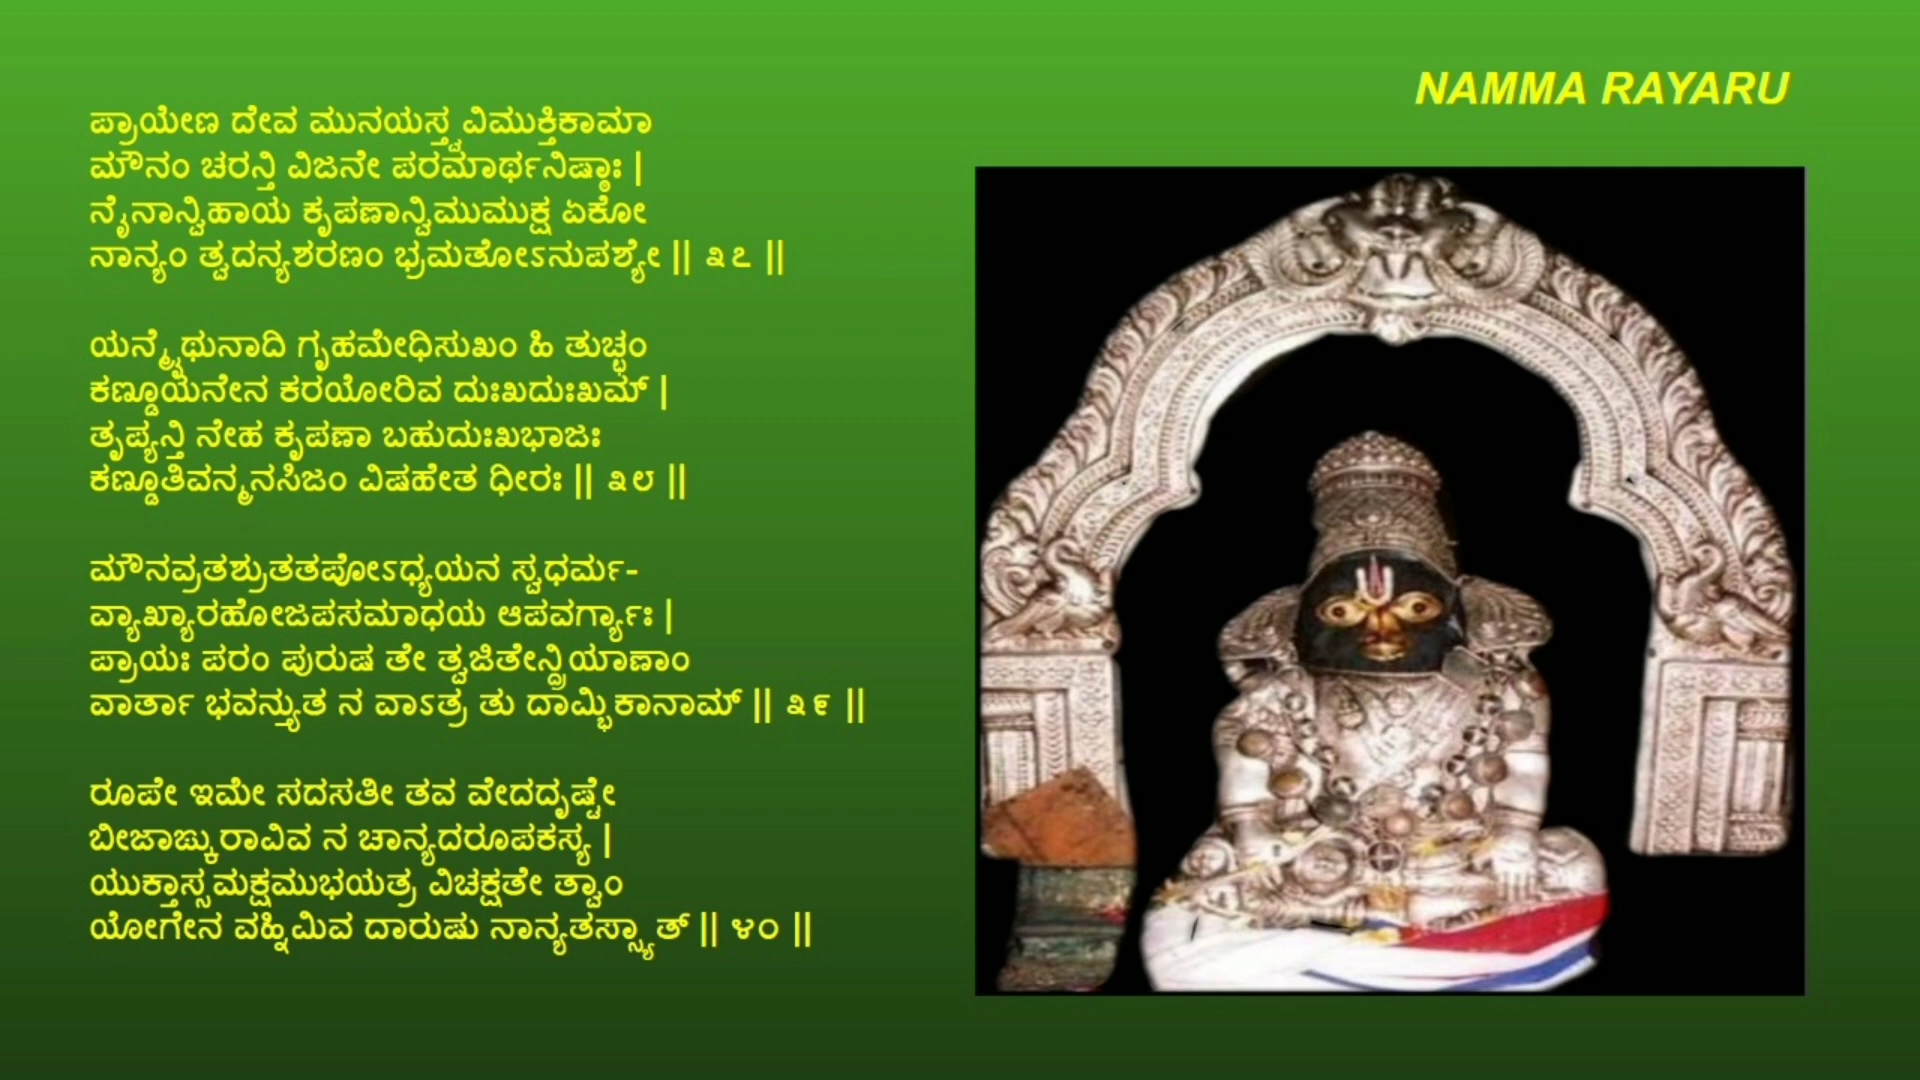 NAMMA RAYARU
ಪ್ರಾಯೇಣ ದೇವ ಮುನಯಸ್ತ್ವವಿಮುಕ್ತಿಕಾಮಾ
ಮೌನಂ ಚರನ್ತಿ ವಿಜನೇ ಪರಮಾರ್ಥನಿಷ್ಠಾಃ |
ನೈನಾನ್ವಿಹಾಯ ಕೃಪಣಾನ್ವಿಮುಮುಕ್ಷ ಏಕೋ
ನಾನ್ಯಂ ತ್ವದನ್ಯಶರಣಂ ಭ್ರಮತೋಽನುಪಶ್ಯೇ || ೩೭ ||
ಯನ್ಮೈಥುನಾದಿ ಗೃಹಮೇಧಿಸುಖಂ ಹಿ ತುಚ್ಛಂ
ಕಣ್ಡೂಯನೇನ ಕರಯೋರಿವ ದುಃಖದುಃಖಮ್ |
ತೃಪ್ಯನ್ತಿ ನೇಹ ಕೃಪಣಾ ಬಹುದುಃಖಭಾಜಃ
ಕಣ್ಡೂತಿವನ್ಮನಸಿಜಂ ವಿಷಹೇತ ಧೀರಃ || ೩೮ ||
ಮೌನವ್ರತಶ್ರುತತಪೋಽಧ್ಯಯನ ಸ್ವಧರ್ಮ-
ವ್ಯಾಖ್ಯಾರಹೋಜಪಸಮಾಧಯ ಆಪವರ್ಗ್ಯಾಃ |
ಪ್ರಾಯಃ ಪರಂ ಪುರುಷ ತೇ ತ್ವಜಿತೇನ್ದ್ರಿಯಾಣಾಂ
ವಾರ್ತಾ ಭವನ್ತ್ಯುತ ನ ವಾಽತ್ರ ತು ದಾಮ್ಭಿಕಾನಾಮ್ || ೩೯ ||
ರೂಪೇ ಇಮೇ ಸದಸತೀ ತವ ವೇದದೃಷ್ಟೇ
ಬೀಜಾಙ್ಕುರಾವಿವ ನ ಚಾನ್ಯದರೂಪಕಸ್ಯ |
ಯುಕ್ತಾಸ್ಸಮಕ್ಷಮುಭಯತ್ರ ವಿಚಕ್ಷತೇ ತ್ವಾಂ
ಯೋಗೇನ ವಹ್ನಿಮಿವ ದಾರುಷು ನಾನ್ಯತಸ್ಸ್ಯಾತ್ || ೪೦ ||